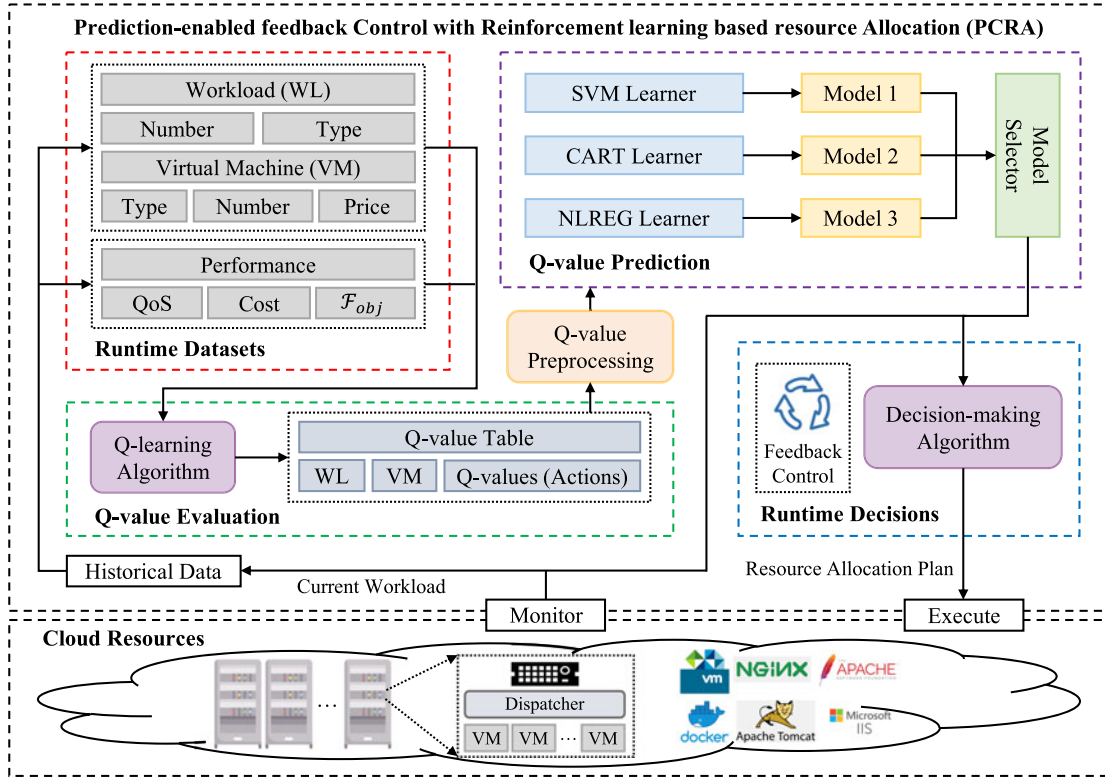 Prediction-enabled feedback Control with Reinforcement learning based resource Allocation (PCRA)
Workload (WL)
Number
Type
Virtual Machine (VM)
Type
Number
Price
Performance
QoS
Cost
ℱobj
Runtime Datasets
SVM Learner
Model 1
CART Learner
Model 2
NLREG Learner
Model 3
Model
Selector
Q-value Prediction
Q-value
Preprocessing
Q-learning
Algorithm
Q-value Table
WL
VM
Q-values (Actions)
Q-value Evaluation
Feedback
Control
Decision-making
Algorithm
Runtime Decisions
Historical Data
Current Workload
Resource Allocation Plan
Monitor
Execute
Cloud Resources
...
Dispatcher
VM
VM
...
VM
vm
NGINX
THE
APACHE
SOFTWARE FOUNDATION
docker
Apache Tomcat
Microsoft
IIS